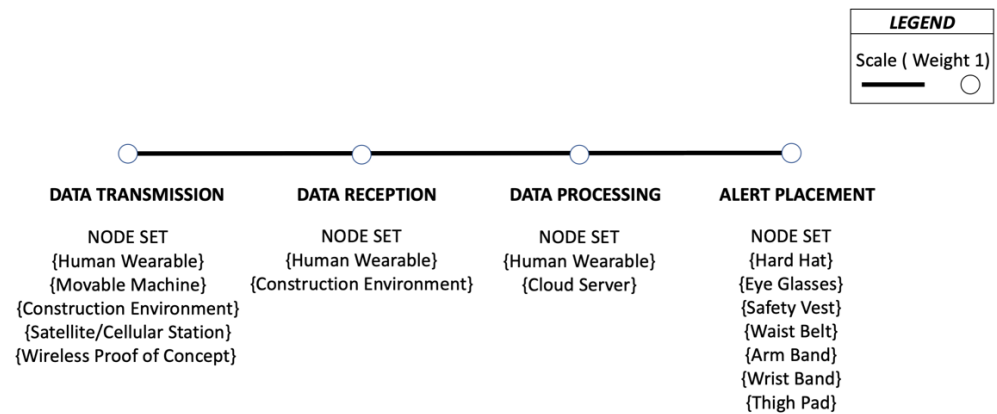 LEGEND
Scale ( Weight 1)
DATA TRANSMISSION
NODE SET
{Human Wearable}
{Movable Machine}
{Construction Environment}
{Satellite/Cellular Station}
{Wireless Proof of Concept}
DATA RECEPTION
NODE SET
{Human Wearable}
{Construction Environment}
DATA PROCESSING
NODE SET
{Human Wearable}
{Cloud Server}
ALERT PLACEMENT
NODE SET
{Hard Hat}
{Eye Glasses}
{Safety Vest}
{Waist Belt}
{Arm Band}
{Wrist Band}
{Thigh Pad}